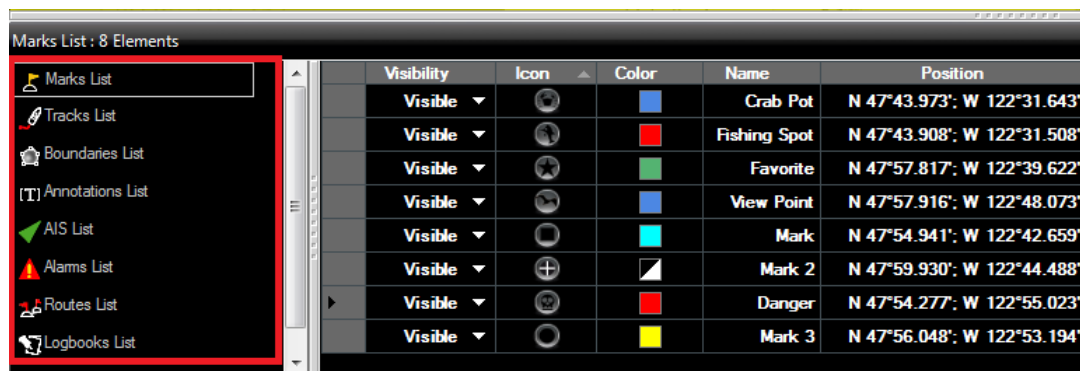 Marks List : 8 Elements
Marks List
Tracks List
Boundaries List
[T] Annotations List
AIS List
Alarms List
Routes List
Logbooks List
Visibility Icon Color Name Position
Visible Crab Pot N 47°43.973'; W 122°31.643'
Visible Fishing Spot N 47°43.908'; W 122°31.508'
Visible Favorite N 47°57.817'; W 122°39.622'
Visible View Point N 47°57.916'; W 122°48.073'
Visible Mark N 47°54.941'; W 122°42.659'
Visible Mark 2 N 47°59.930'; W 122°44.488'
Visible Danger N 47°54.277'; W 122°55.023'
Visible Mark 3 N 47°56.048'; W 122°53.194'